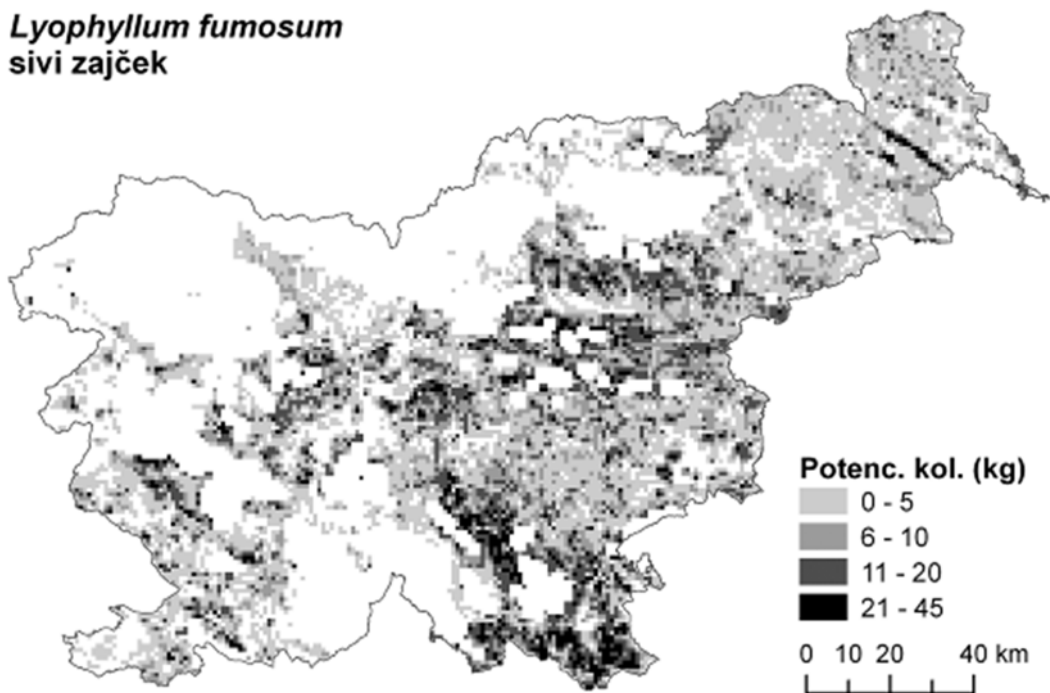 Lyophyllum fumosum
sivi zajček
Potenc. kol. (kg)
0 - 5
6 - 10
11 - 20
21 - 45
0 10 20 40 km